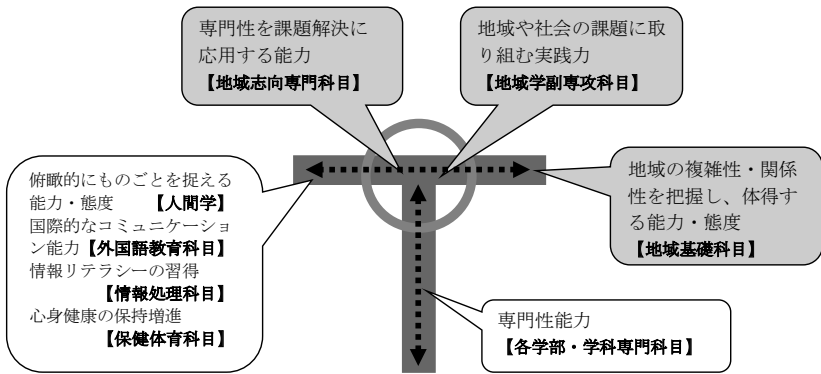 専門性を課題解決に
応用する能力
【地域志向専門科目】
地域や社会の課題に取
り組む実践力
【地域学副専攻科目】
俯瞰的にものごとを捉える
能力・態度 【人間学】
国際的なコミュニケーショ
ン能力【外国語教育科目】
情報リテラシーの習得
【情報処理科目】
心身健康の保持増進
【保健体育科目】
地域の複雑性・関係
性を把握し、体得す
る能力・態度
【地域基礎科目】
専門性能力
【各学部・学科専門科目】